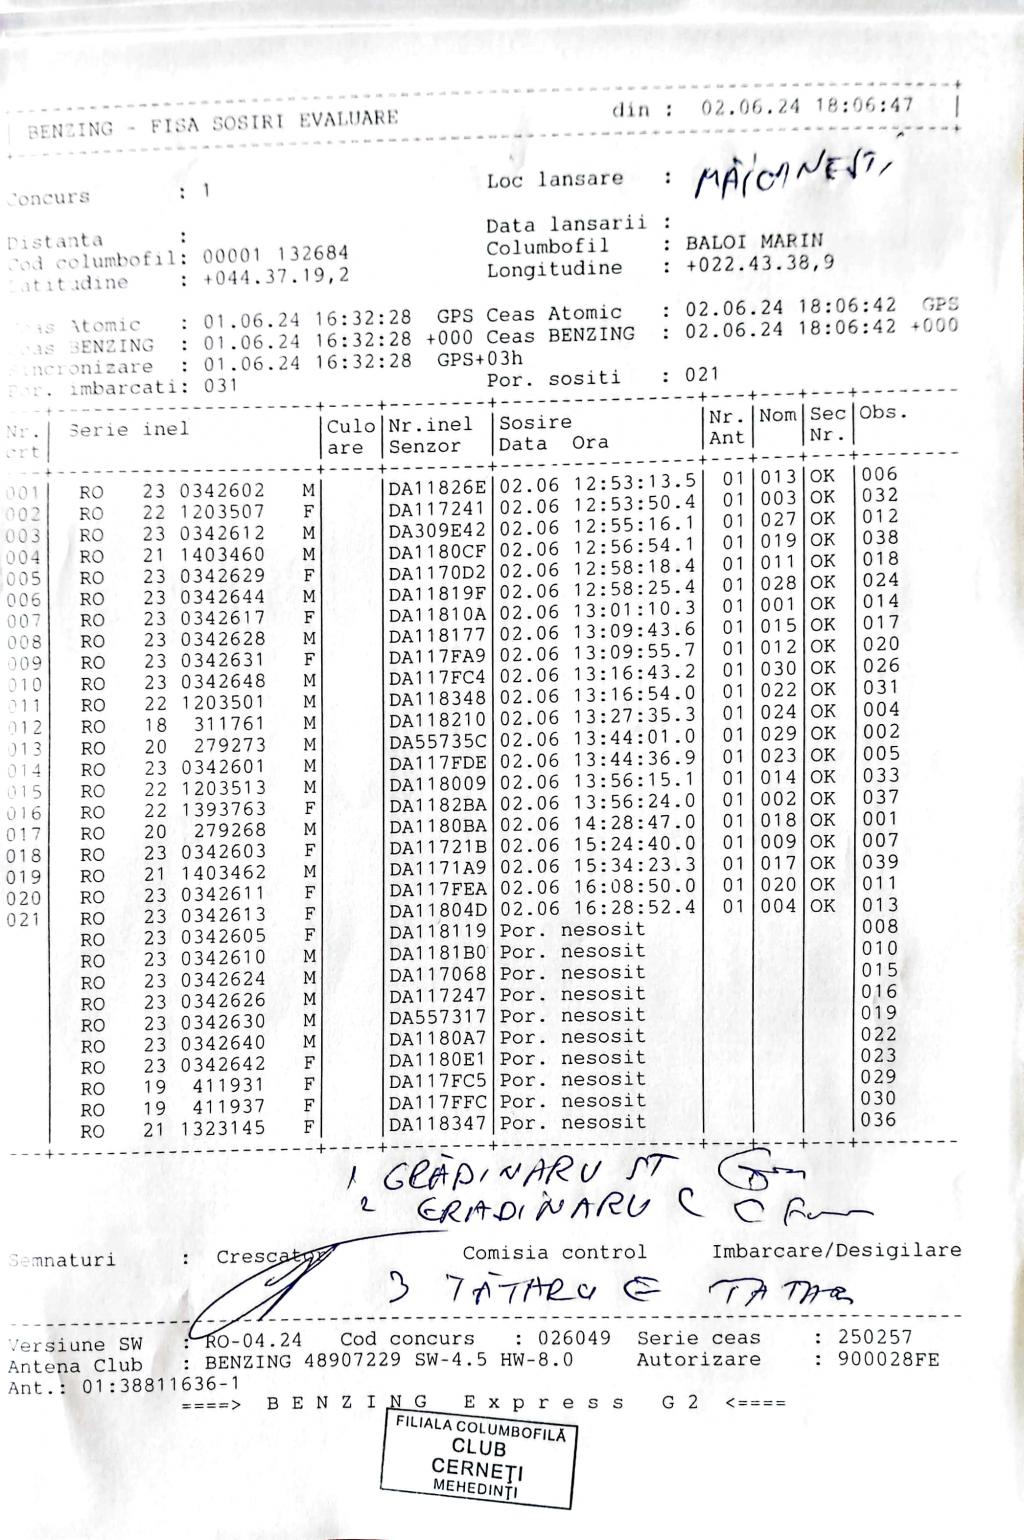 BENZING - FISA SOSIRI EVALUARE din : 02.06.24 18:06:47
Concurs : 1 Loc lansare : MĂICANEȘTI
Distanta : Data lansarii :
Cod columbofil: 00001 132684 Columbofil : BALOI MARIN
Latitudine : +044.37.19,2 Longitudine : +022.43.38,9
Ceas Atomic : 01.06.24 16:32:28 GPS Ceas Atomic : 02.06.24 18:06:42 GPS
Ceas BENZING : 01.06.24 16:32:28 +000 Ceas BENZING : 02.06.24 18:06:42 +000
Sincronizare : 01.06.24 16:32:28 GPS+03h
Por. imbarcati: 031 Por. sositi : 021
Nr. Serie inel Culo Nr.inel Sosire Nr. Nom Sec Obs.
crt are Senzor Data Ora Ant Nr.
001 RO 23 0342602 M DA11826E 02.06 12:53:13.5 01 013 OK 006
002 RO 22 1203507 F DA117241 02.06 12:53:50.4 01 003 OK 032
003 RO 23 0342612 M DA309E42 02.06 12:55:16.1 01 027 OK 012
004 RO 21 1403460 M DA1180CF 02.06 12:56:54.1 01 019 OK 038
005 RO 23 0342629 F DA1170D2 02.06 12:58:18.4 01 011 OK 018
006 RO 23 0342644 M DA11819F 02.06 12:58:25.4 01 028 OK 024
007 RO 23 0342617 F DA11810A 02.06 13:01:10.3 01 001 OK 014
008 RO 23 0342628 M DA118177 02.06 13:09:43.6 01 015 OK 017
009 RO 23 0342631 F DA117FA9 02.06 13:09:55.7 01 012 OK 020
010 RO 23 0342648 M DA117FC4 02.06 13:16:43.2 01 030 OK 026
011 RO 22 1203501 M DA118348 02.06 13:16:54.0 01 022 OK 031
012 RO 18 311761 M DA118210 02.06 13:27:35.3 01 024 OK 004
013 RO 20 279273 M DA55735C 02.06 13:44:01.0 01 029 OK 002
014 RO 23 0342601 M DA117FDE 02.06 13:44:36.9 01 023 OK 005
015 RO 22 1203513 M DA118009 02.06 13:56:15.1 01 014 OK 033
016 RO 22 1393763 F DA1182BA 02.06 13:56:24.0 01 002 OK 037
017 RO 20 279268 M DA1180BA 02.06 14:28:47.0 01 018 OK 001
018 RO 23 0342603 F DA11721B 02.06 15:24:40.0 01 009 OK 007
019 RO 21 1403462 M DA1171A9 02.06 15:34:23.3 01 017 OK 039
020 RO 23 0342611 F DA117FEA 02.06 16:08:50.0 01 020 OK 011
021 RO 23 0342613 F DA11804D 02.06 16:28:52.4 01 004 OK 013
RO 23 0342605 F DA118119 Por. nesosit 008
RO 23 0342610 M DA1181B0 Por. nesosit 010
RO 23 0342624 M DA117068 Por. nesosit 015
RO 23 0342626 M DA117247 Por. nesosit 016
RO 23 0342630 M DA557317 Por. nesosit 019
RO 23 0342640 M DA1180A7 Por. nesosit 022
RO 23 0342642 F DA1180E1 Por. nesosit 023
RO 19 411931 F DA117FC5 Por. nesosit 029
RO 19 411937 F DA117FFC Por. nesosit 030
RO 21 1323145 F DA118347 Por. nesosit 036
1 GRĂDINARU ST
2 GRADINARU C
Semnaturi : Crescator Comisia control Imbarcare/Desigilare
3 TĂTARU E
Versiune SW : RO-04.24 Cod concurs : 026049 Serie ceas : 250257
Antena Club : BENZING 48907229 SW-4.5 HW-8.0 Autorizare : 900028FE
Ant.: 01:38811636-1
====> B E N Z I N G E x p r e s s G 2 <====
FILIALA COLUMBOFILĂ
CLUB
CERNEȚI
MEHEDINȚI